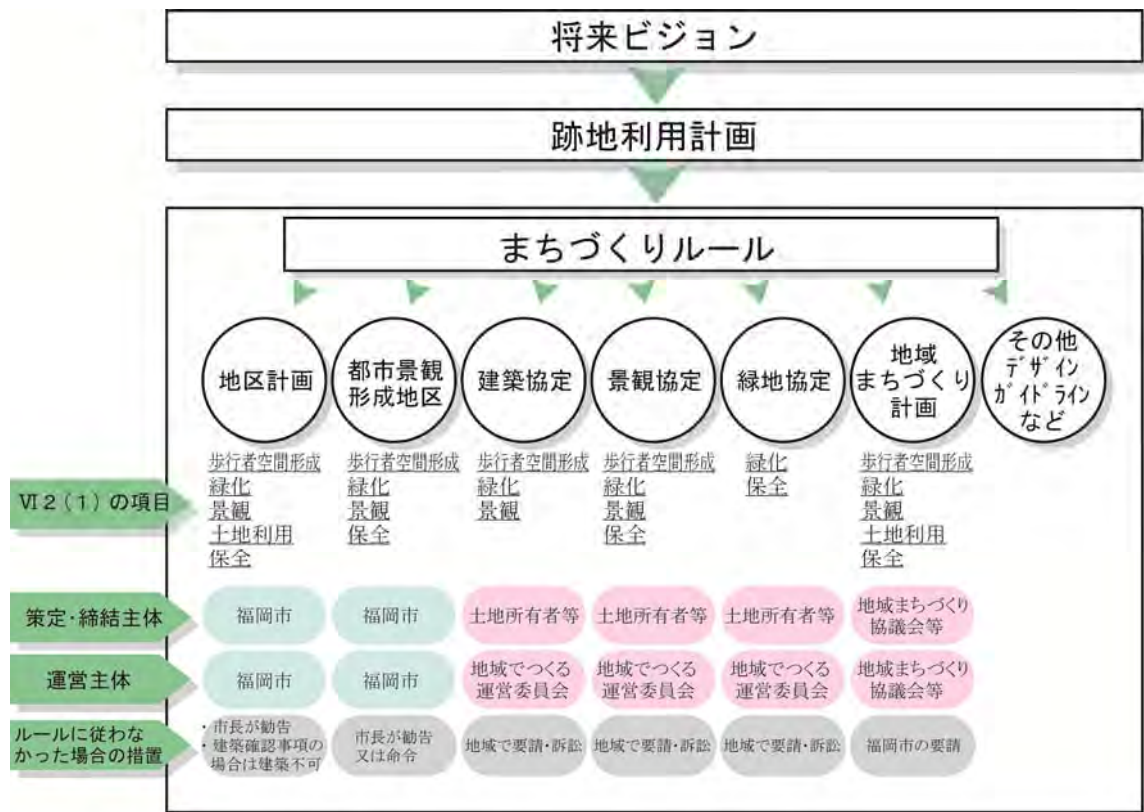 将来ビジョン
跡地利用計画
まちづくりルール
地区計画
都市景観
形成地区
建築協定
景観協定
緑地協定
地域
まちづくり
計画
その他
デザイン
ガイドライン
など
Ⅵ2(1)の項目
歩行者空間形成
緑化
景観
土地利用
保全
歩行者空間形成
緑化
景観
保全
歩行者空間形成
緑化
景観
歩行者空間形成
緑化
景観
保全
緑化
保全
歩行者空間形成
緑化
景観
土地利用
保全
策定・締結主体
福岡市
福岡市
土地所有者等
土地所有者等
土地所有者等
地域まちづくり
協議会等
運営主体
福岡市
福岡市
地域でつくる
運営委員会
地域でつくる
運営委員会
地域でつくる
運営委員会
地域まちづくり
協議会等
ルールに従わな
かった場合の措置
・市長が勧告
・建築確認事項の
場合は建築不可
市長が勧告
又は命令
地域で要請・訴訟
地域で要請・訴訟
地域で要請・訴訟
福岡市の要請